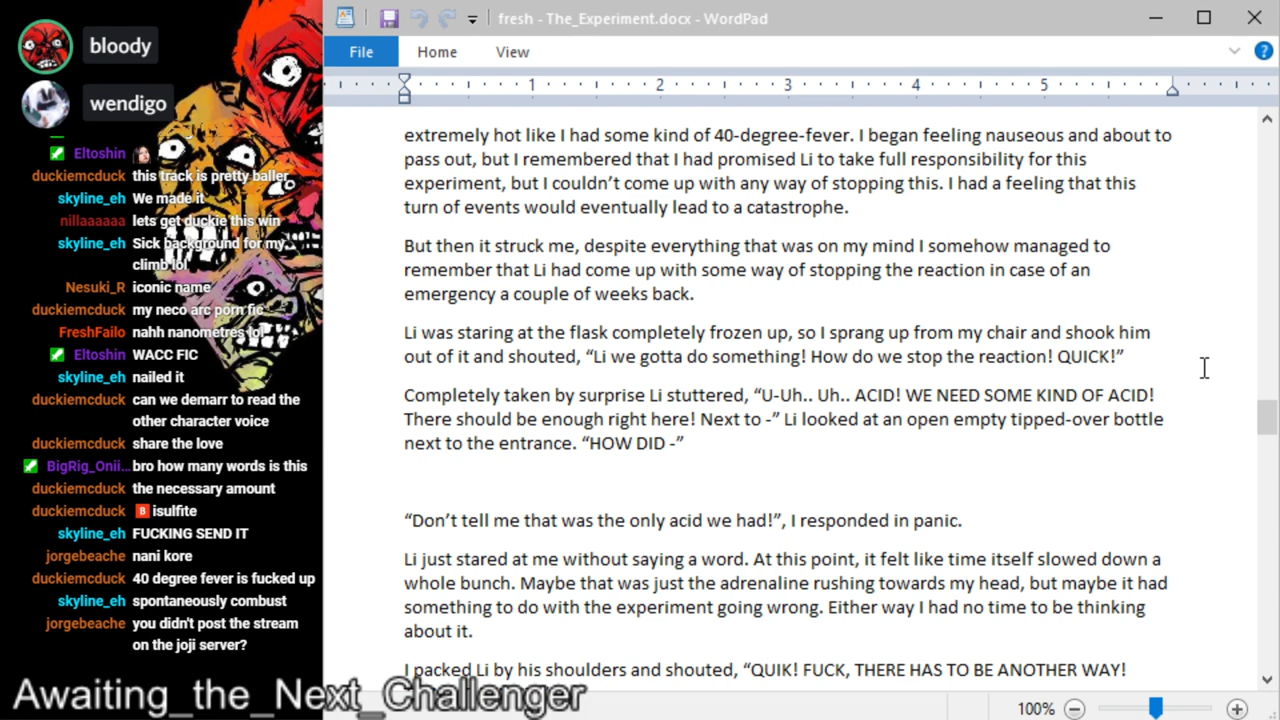 bloody
wendigo
Eltoshin
duckiemcduck this track is pretty baller
skyline_eh We made it
nillaaaaaa lets get duckie this win
skyline_eh Sick background for my
climb lol
Nesuki_R iconic name
duckiemcduck my neco arc porn fic
FreshFailo nahh nanometres lol
Eltoshin WACC FIC
skyline_eh nailed it
duckiemcduck can we demarr to read the
other character voice
duckiemcduck share the love
BigRig_Onii... bro how many words is this
duckiemcduck the necessary amount
duckiemcduck B isulfite
skyline_eh FUCKING SEND IT
jorgebeache nani kore
duckiemcduck 40 degree fever is fucked up
skyline_eh spontaneously combust
jorgebeache you didn't post the stream
on the joji server?
Awaiting_the_Next_Challenger
fresh - The_Experiment.docx - WordPad
File Home View
1 2 3 4 5
extremely hot like I had some kind of 40-degree-fever. I began feeling nauseous and about to
pass out, but I remembered that I had promised Li to take full responsibility for this
experiment, but I couldn’t come up with any way of stopping this. I had a feeling that this
turn of events would eventually lead to a catastrophe.
But then it struck me, despite everything that was on my mind I somehow managed to
remember that Li had come up with some way of stopping the reaction in case of an
emergency a couple of weeks back.
Li was staring at the flask completely frozen up, so I sprang up from my chair and shook him
out of it and shouted, “Li we gotta do something! How do we stop the reaction! QUICK!”
Completely taken by surprise Li stuttered, “U-Uh.. Uh.. ACID! WE NEED SOME KIND OF ACID!
There should be enough right here! Next to -” Li looked at an open empty tipped-over bottle
next to the entrance. “HOW DID -”
“Don’t tell me that was the only acid we had!”, I responded in panic.
Li just stared at me without saying a word. At this point, it felt like time itself slowed down a
whole bunch. Maybe that was just the adrenaline rushing towards my head, but maybe it had
something to do with the experiment going wrong. Either way I had no time to be thinking
about it.
I packed Li by his shoulders and shouted, “QUIK! FUCK, THERE HAS TO BE ANOTHER WAY!
100%